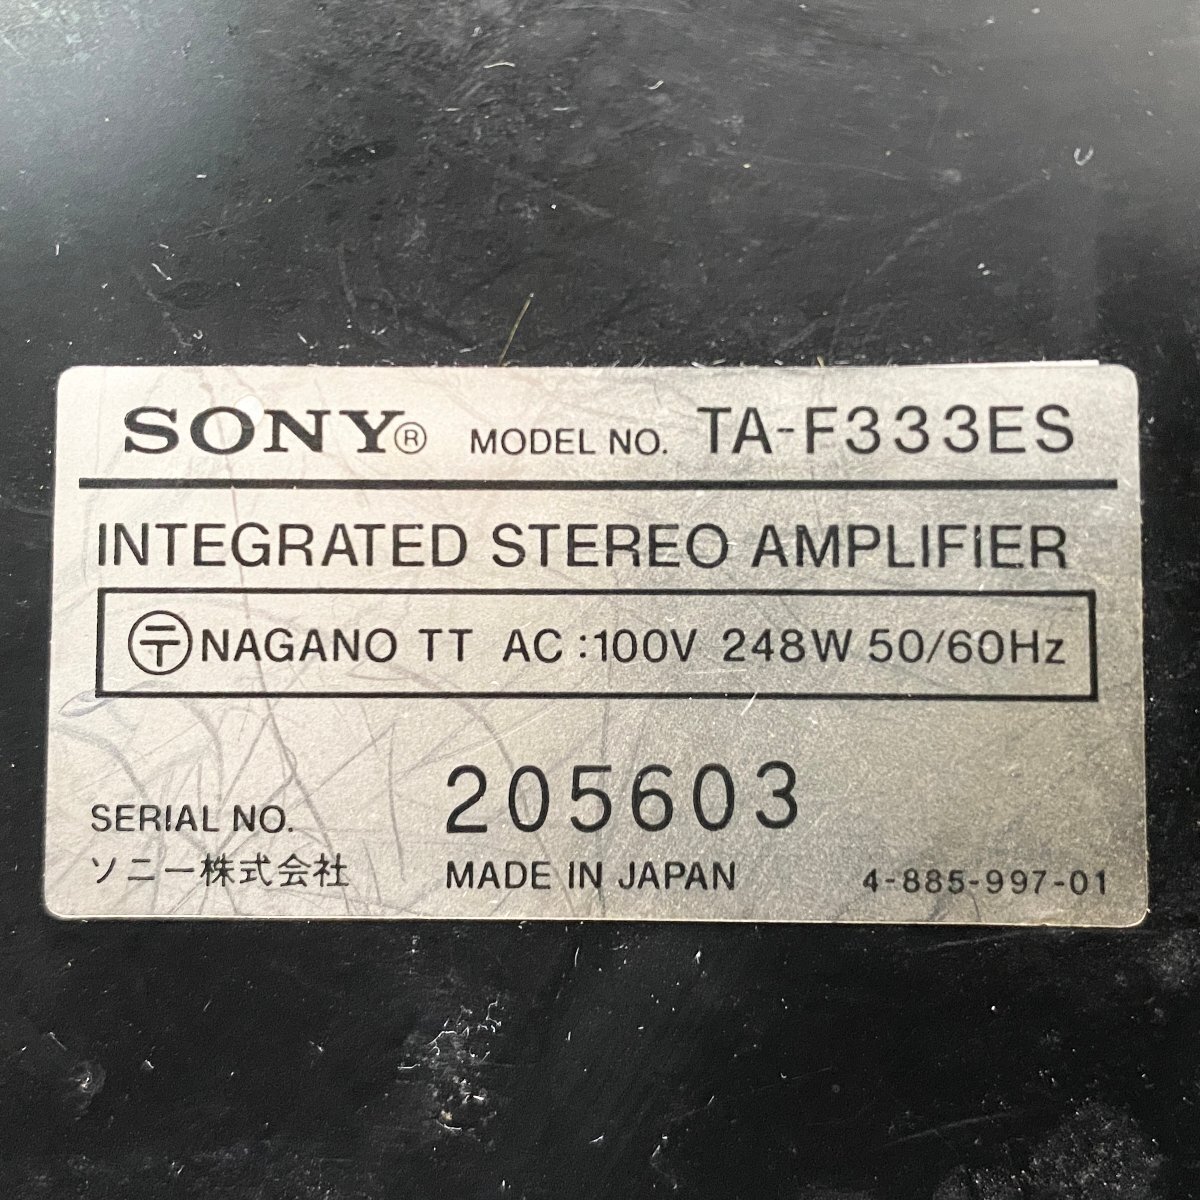 SONY® MODEL NO. TA-F333ES
INTEGRATED STEREO AMPLIFIER
〶NAGANO TT AC:100V 248W 50/60Hz
SERIAL NO. 205603
ソニー株式会社 MADE IN JAPAN 4-885-997-01